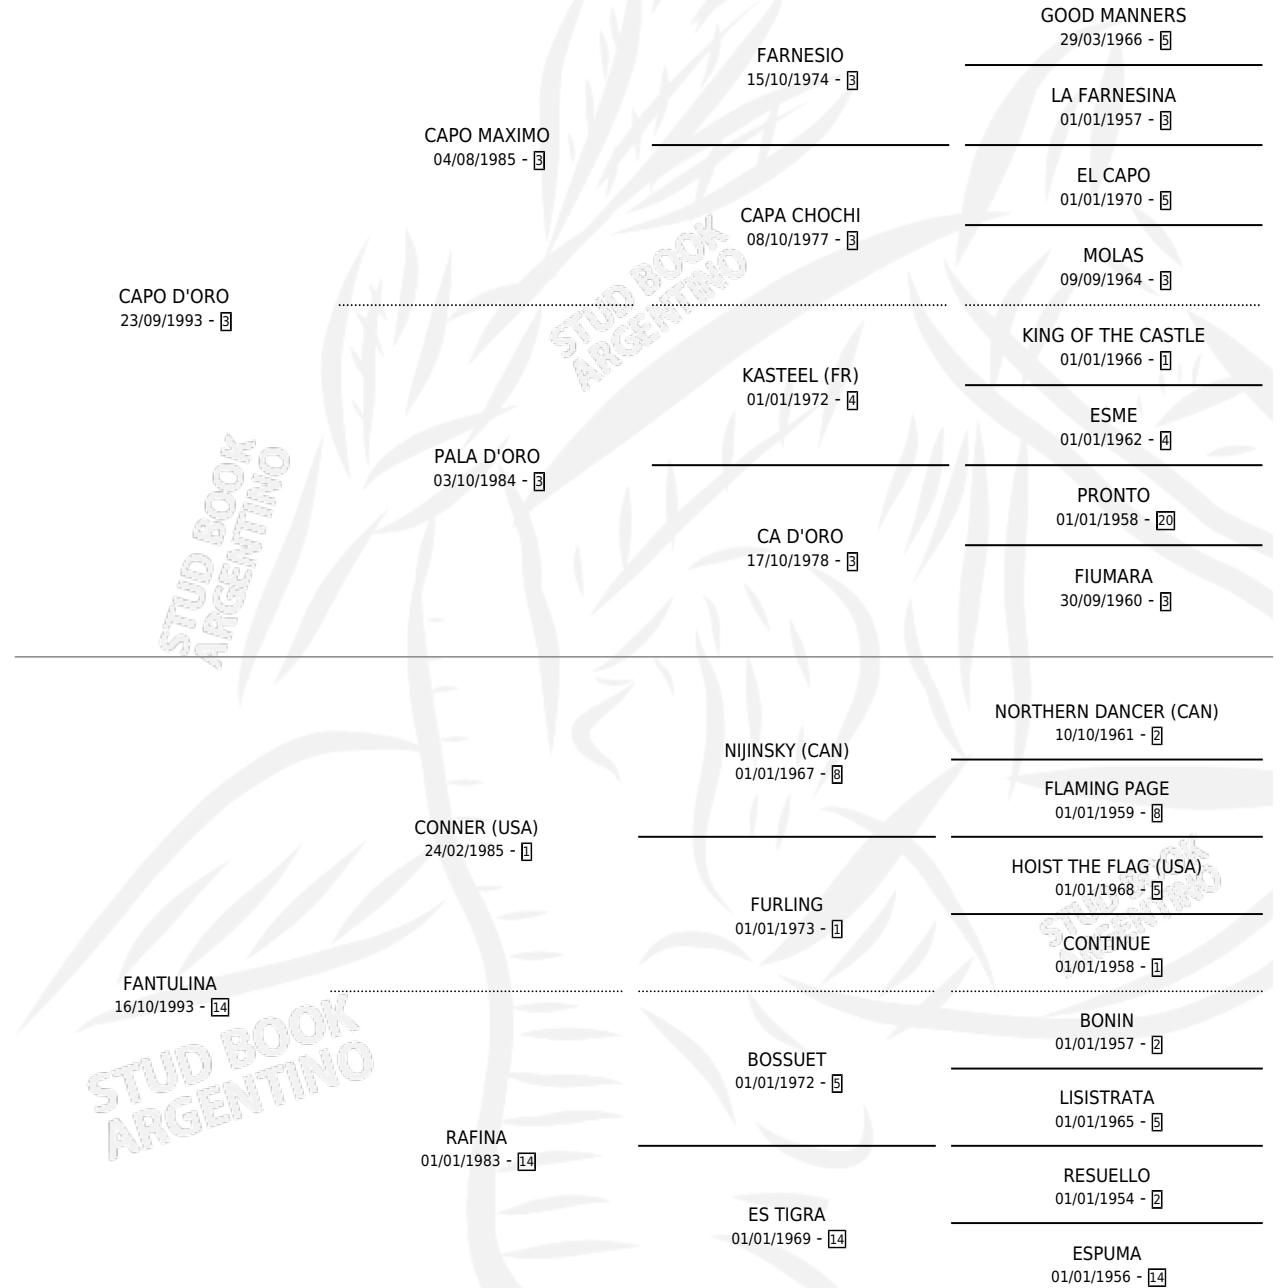 GOOD MANNERS
29/03/1966 - 5
FARNESIO
15/10/1974 - 3
LA FARNESINA
01/01/1957 - 3
CAPO MAXIMO
04/08/1985 - 3
EL CAPO
01/01/1970 - 5
CAPA CHOCHI
08/10/1977 - 3
MOLAS
09/09/1964 - 3
CAPO D'ORO
23/09/1993 - 3
KING OF THE CASTLE
01/01/1966 - 1
KASTEEL (FR)
01/01/1972 - 4
ESME
01/01/1962 - 4
PALA D'ORO
03/10/1984 - 3
PRONTO
01/01/1958 - 20
CA D'ORO
17/10/1978 - 3
FIUMARA
30/09/1960 - 3
STUD BOOK
ARGENTINO
STUD BOOK
ARGENTINO
NORTHERN DANCER (CAN)
10/10/1961 - 2
NIJINSKY (CAN)
01/01/1967 - 8
FLAMING PAGE
01/01/1959 - 8
CONNER (USA)
24/02/1985 - 1
HOIST THE FLAG (USA)
01/01/1968 - 5
FURLING
01/01/1973 - 1
CONTINUE
01/01/1958 - 1
STUD BOOK
ARGENTINO
FANTULINA
16/10/1993 - 14
BONIN
01/01/1957 - 2
BOSSUET
01/01/1972 - 5
LISISTRATA
01/01/1965 - 5
STUD BOOK
ARGENTINO
RAFINA
01/01/1983 - 14
RESUELLO
01/01/1954 - 2
ES TIGRA
01/01/1969 - 14
ESPUMA
01/01/1956 - 14